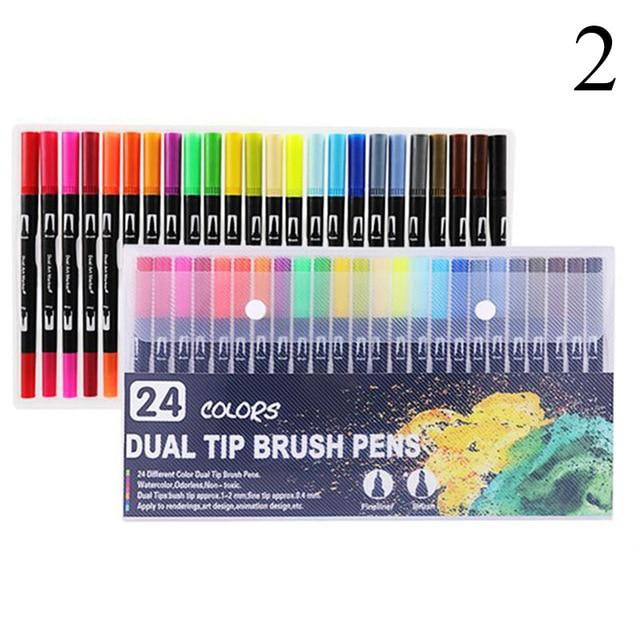 2
24 COLORS
DUAL TIP BRUSH PENS
24 Different Color Dual Tip Brush Pens.
Watercolor,Odorless,Non-toxic.
Dual Tips:bush tip approx.1-2 mm;fine tip approx.0.4 mm.
Apply to renderings,art design,animation design,etc.
Fineliner
Brush